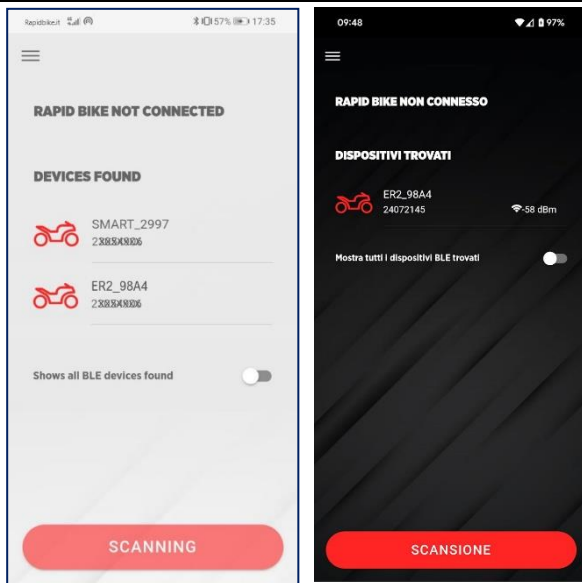 Rapidbike.it 57% 17:35
RAPID BIKE NOT CONNECTED
DEVICES FOUND
SMART_2997
ER2_98A4
Shows all BLE devices found
SCANNING
09:48 97%
RAPID BIKE NON CONNESSO
DISPOSITIVI TROVATI
ER2_98A4
24072145 -58 dBm
Mostra tutti i dispositivi BLE trovati
SCANSIONE